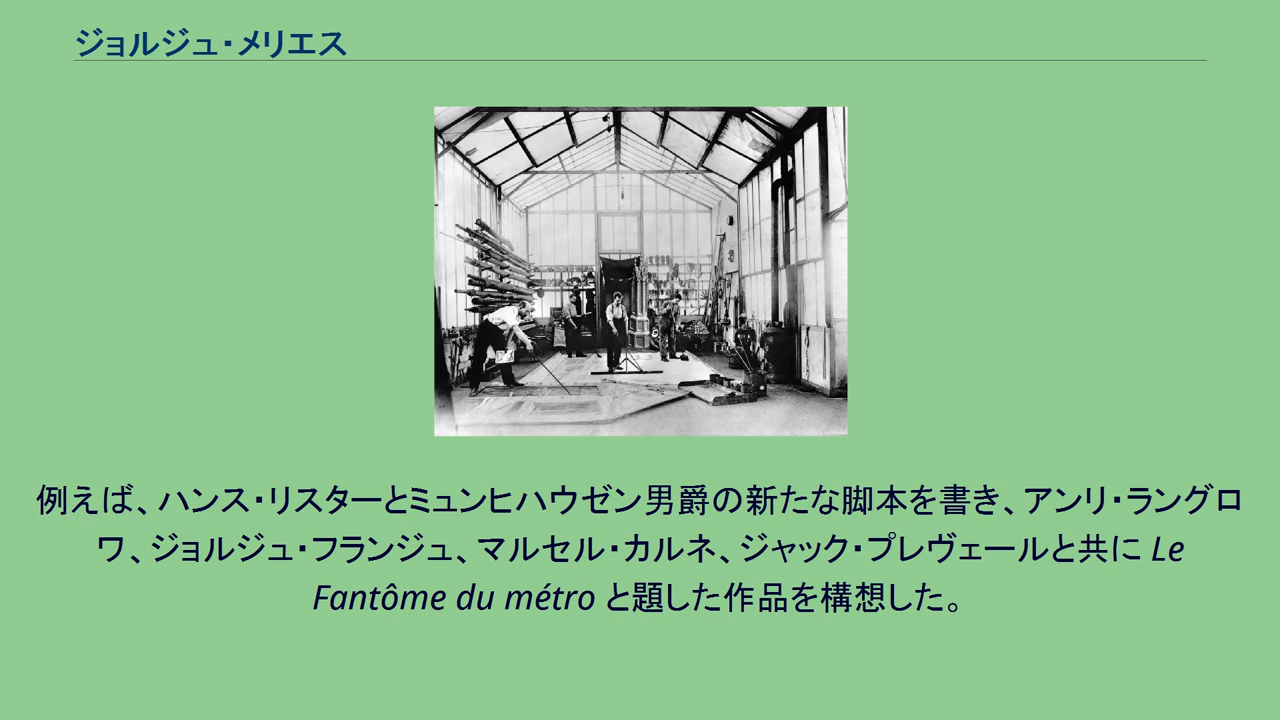 ジョルジュ・メリエス
例えば、ハンス・リスターとミュンヒハウゼン男爵の新たな脚本を書き、アンリ・ラングロ
ワ、ジョルジュ・フランジュ、マルセル・カルネ、ジャック・プレヴェールと共に Le
Fantôme du métro と題した作品を構想した。